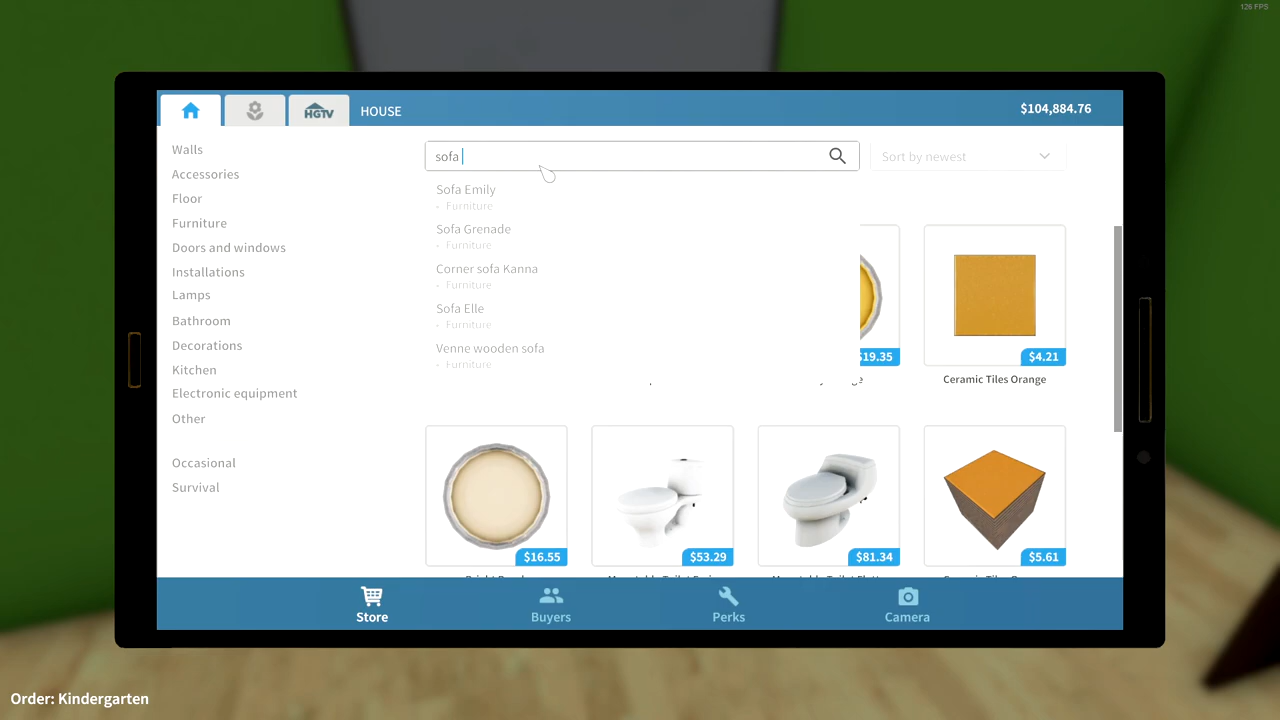 126 FPS
HGTV
HOUSE
$104,884.76
Walls
Accessories
Floor
Furniture
Doors and windows
Installations
Lamps
Bathroom
Decorations
Kitchen
Electronic equipment
Other
Occasional
Survival
sofa
Sort by newest
Sofa Emily
- Furniture
Sofa Grenade
- Furniture
Corner sofa Kanna
- Furniture
Sofa Elle
- Furniture
Venne wooden sofa
- Furniture
$19.35
$4.21
Ceramic Tiles Orange
$16.55
$53.29
$81.34
$5.61
Store
Buyers
Perks
Camera
Order: Kindergarten